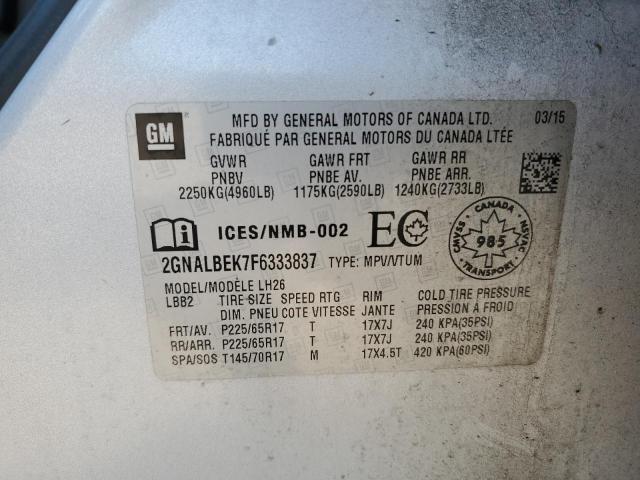 GM
MFD BY GENERAL MOTORS OF CANADA LTD. 03/15
FABRIQUÉ PAR GENERAL MOTORS DU CANADA LTÉE
GVWR GAWR FRT GAWR RR
PNBV PNBE AV. PNBE ARR.
2250KG(4960LB) 1175KG(2590LB) 1240KG(2733LB)
ICES/NMB-002 EC CANADA CMVSS 985 NSVAC
2GNALBEK7F6333837 TYPE: MPV/VTUM
MODEL/MODÈLE LH26
LBB2 TIRE-SIZE SPEED RTG RIM COLD TIRE PRESSURE
DIM. PNEU COTE VITESSE JANTE PRESSION À FROID
FRT/AV. P225/65R17 T 17X7J 240 KPA(35PSI)
RR/ARR. P225/65R17 T 17X7J 240 KPA(35PSI)
SPA/SOS T145/70R17 M 17X4.5T 420 KPA(60PSI)